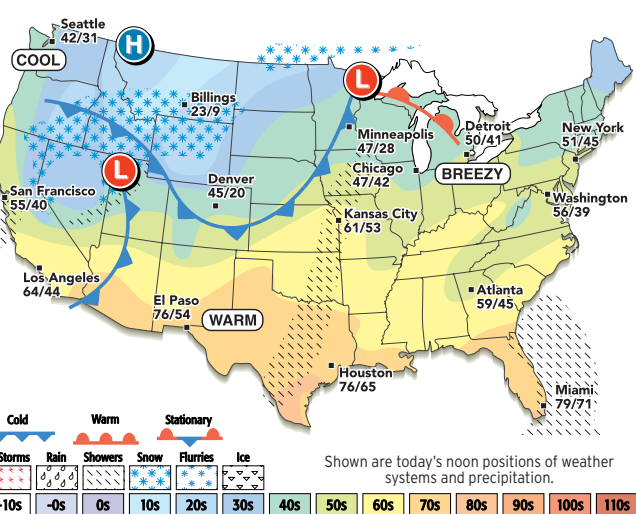 Seattle
42/31
COOL
H
L
Billings
23/9
Minneapolis
47/28
Detroit
50/41
New York
51/45
Chicago
47/42
BREEZY
L
Denver
45/20
San Francisco
55/40
Washington
56/39
Kansas City
61/53
Los Angeles
64/44
El Paso
76/54
WARM
Atlanta
59/45
Houston
76/65
Miami
79/71
Cold Warm Stationary
Storms Rain Showers Snow Flurries Ice
Shown are today's noon positions of weather
systems and precipitation.
-10s -0s 0s 10s 20s 30s 40s 50s 60s 70s 80s 90s 100s 110s